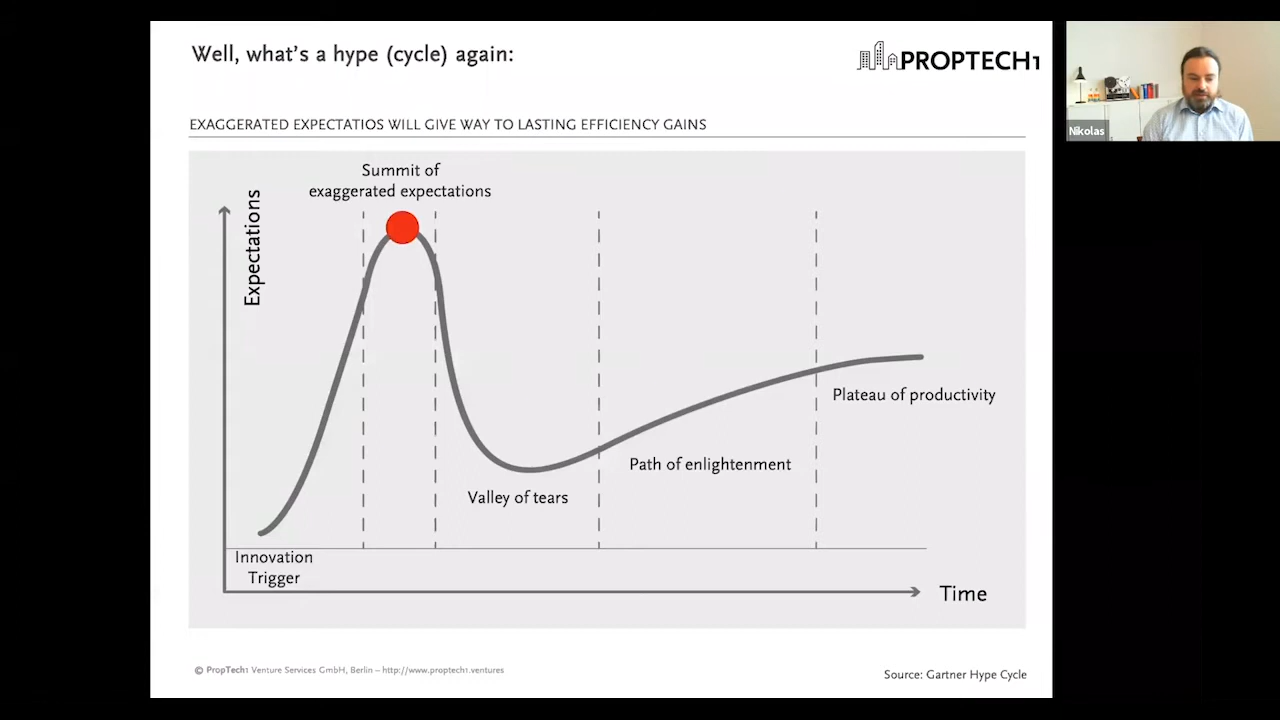 Well, what's a hype (cycle) again:
PROPTECH1
Nikolas
EXAGGERATED EXPECTATIOS WILL GIVE WAY TO LASTING EFFICIENCY GAINS
Summit of
exaggerated expectations
Expectations
Plateau of productivity
Path of enlightenment
Valley of tears
Innovation
Trigger
Time
© PropTech1 Venture Services GmbH, Berlin – http://www.proptech1.ventures
Source: Gartner Hype Cycle